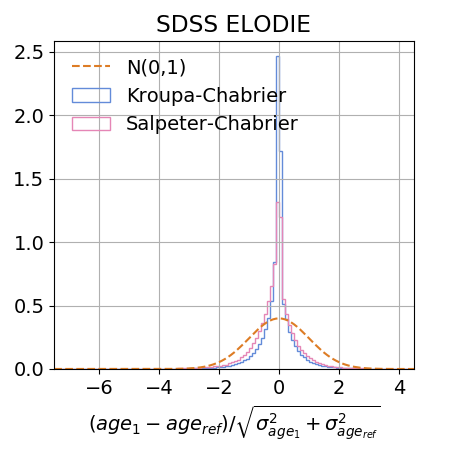 SDSS ELODIE
N(0,1)
Kroupa-Chabrier
Salpeter-Chabrier
2.5
2.0
1.5
1.0
0.5
0.0
−6 −4 −2 0 2 4
(age₁ − age_ref)/√(σ²_age₁ + σ²_age_ref)